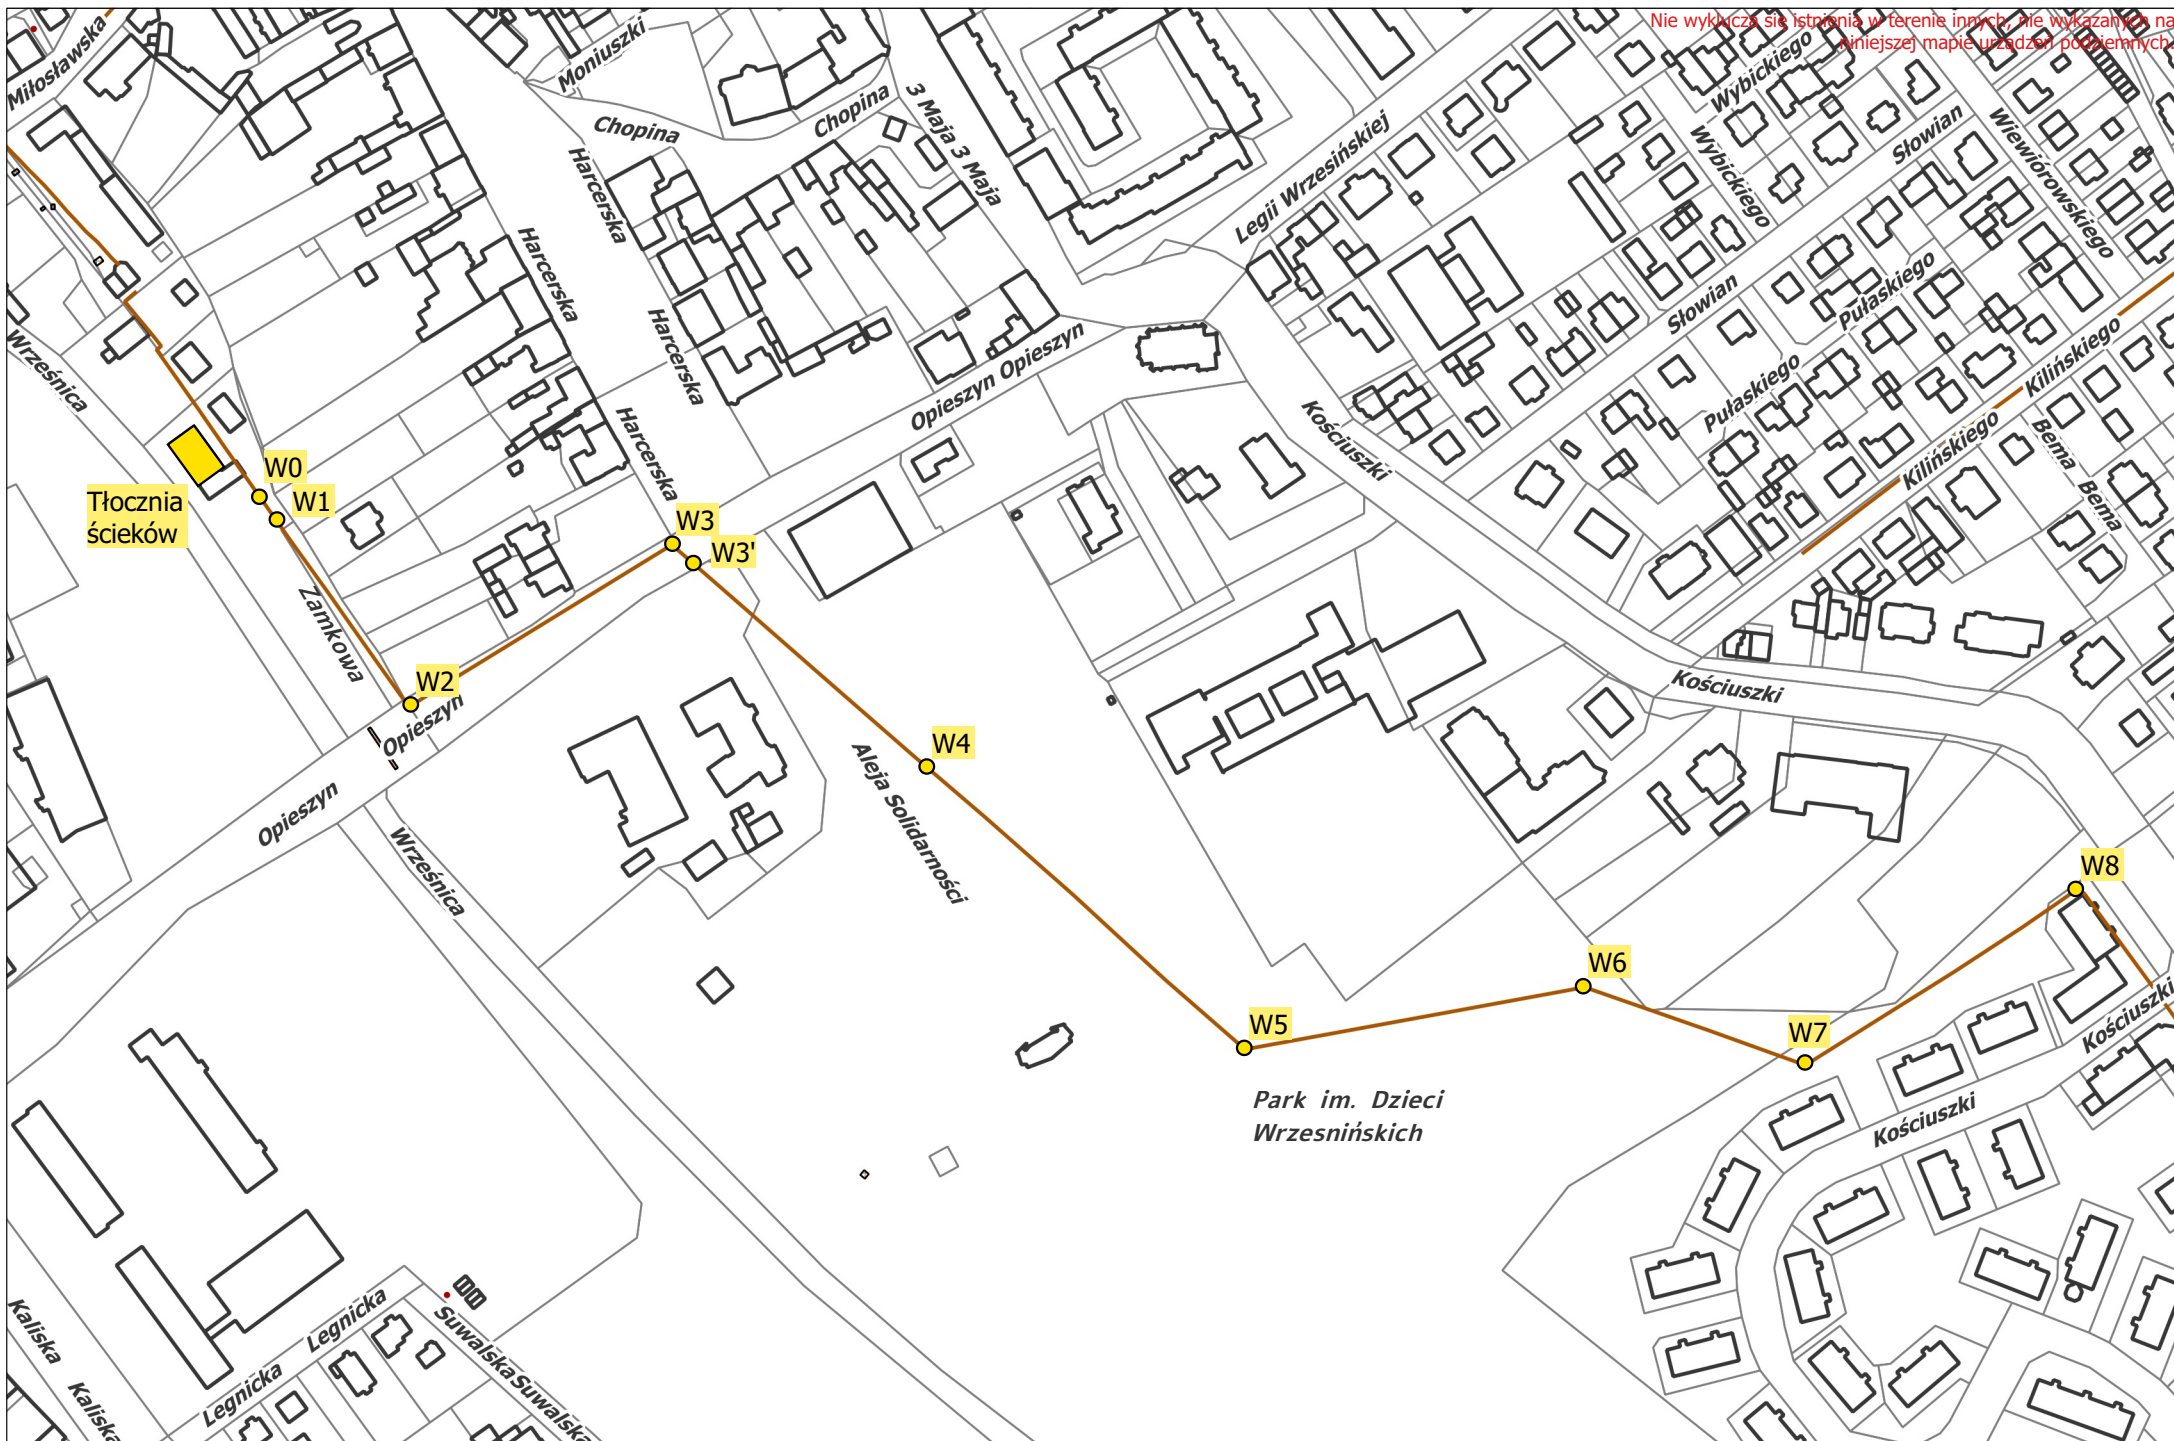 Nie wyklucza się istnienia w terenie innych, nie wykazanych na
niniejszej mapie urządzeń podziemnych.
Miłosławska
Moniuszki
Chopina
Chopina
3 Maja
3 Maja
Harcerska
Harcerska
Harcerska
Harcerska
Legii Wrzesińskiej
Wybickiego
Wybickiego
Słowian
Słowian
Wiewiórowskiego
Pułaskiego
Pułaskiego
Kilińskiego
Kilińskiego
Bema
Bema
Wrześnica
Opieszyn
Opieszyn
Kościuszki
W0
W1
Tłocznia
ścieków
W3
W3'
Zamkowa
W2
Opieszyn
Kościuszki
W4
Aleja Solidarności
Opieszyn
Wrześnica
W8
W6
W5
W7
Kościuszki
Park im. Dzieci
Wrzesnińskich
Kościuszki
Kaliska
Kaliska
Legnicka
Legnicka
Suwalska
Suwalska